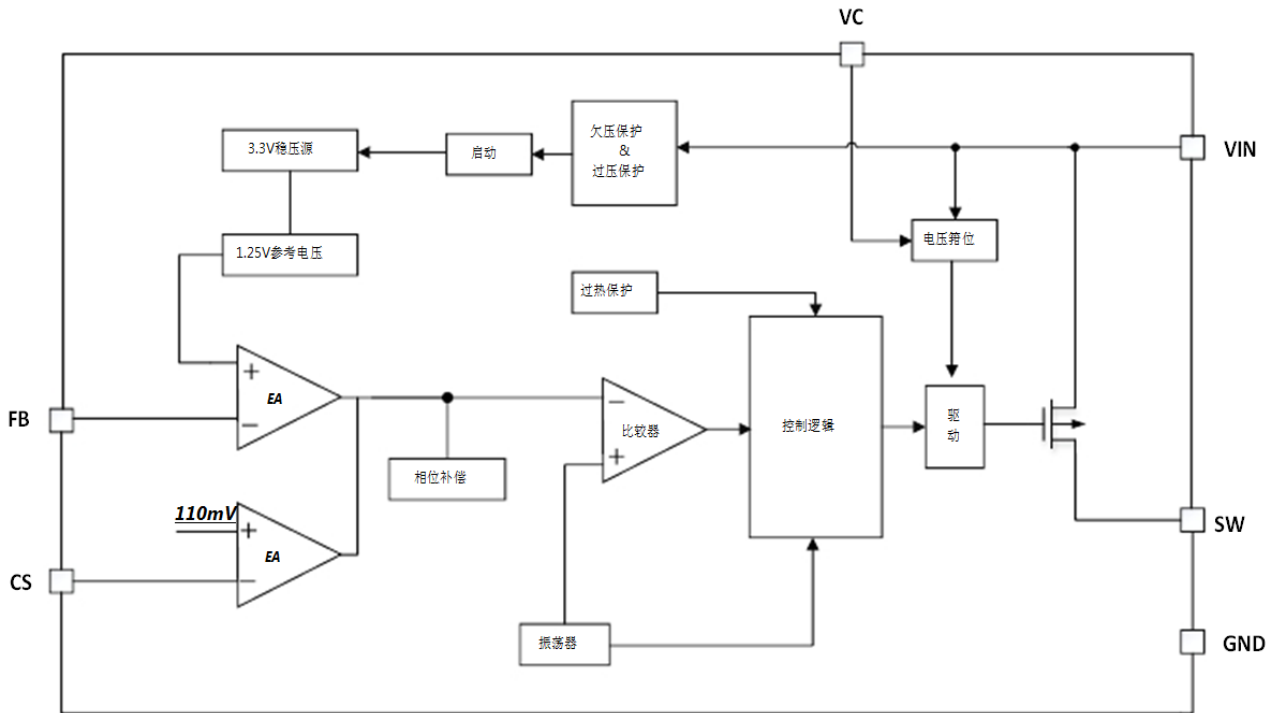 VC
欠压保护
&
过压保护
3.3V稳压源
启动
VIN
1.25V参考电压
电压箝位
过热保护
+
EA
−
FB
−
比较器
+
控制逻辑
驱
动
相位补偿
110mV
+
EA
−
CS
SW
振荡器
GND